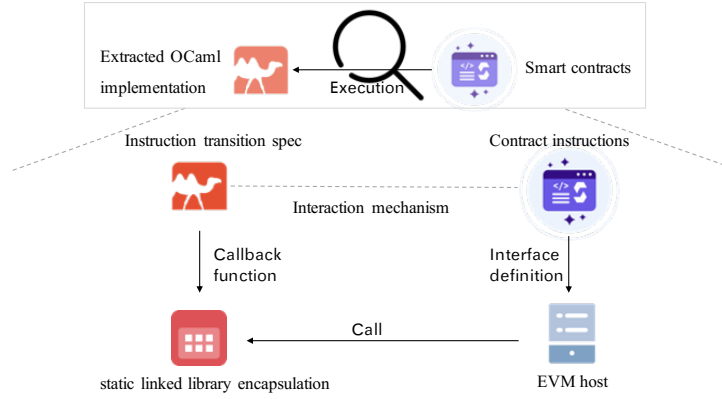 Extracted OCaml
implementation
Execution
Smart contracts
Instruction transition spec
Contract instructions
Interaction mechanism
Callback
function
Interface
definition
Call
static linked library encapsulation
EVM host